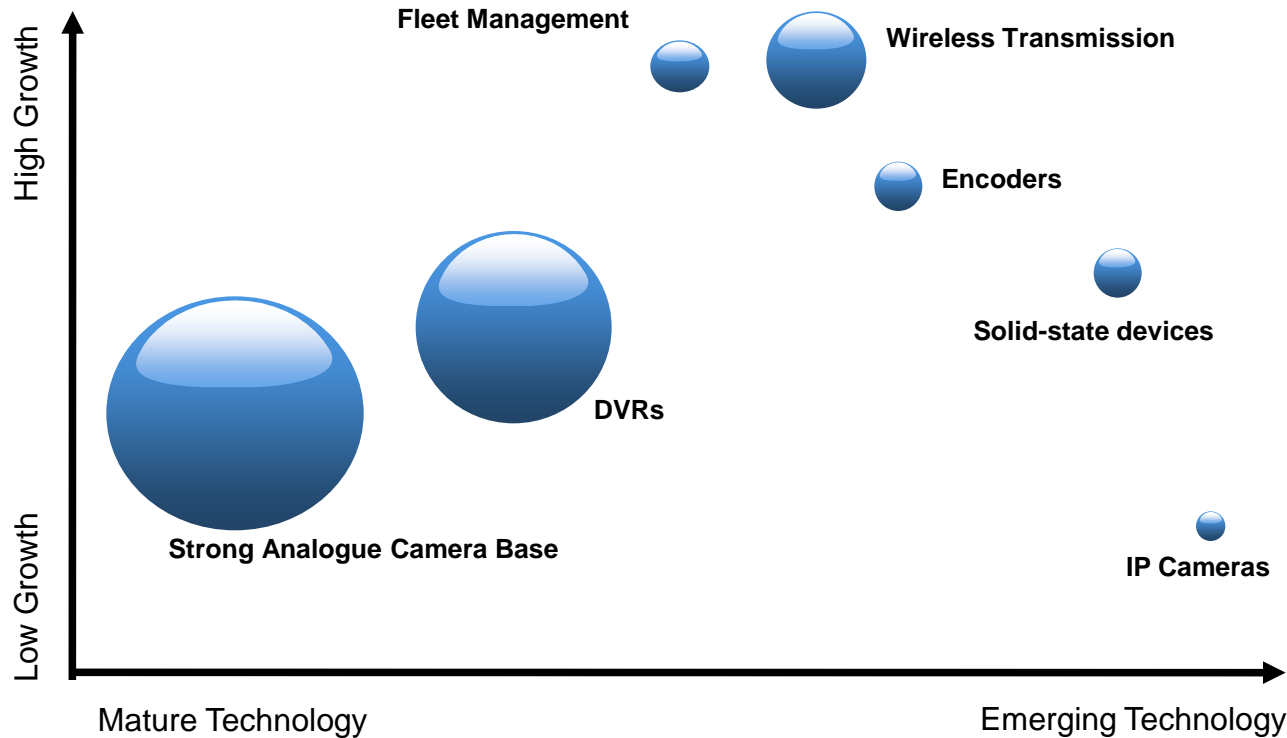 Fleet Management
Wireless Transmission
High Growth
Encoders
Solid-state devices
DVRs
Strong Analogue Camera Base
IP Cameras
Low Growth
Mature Technology
Emerging Technology